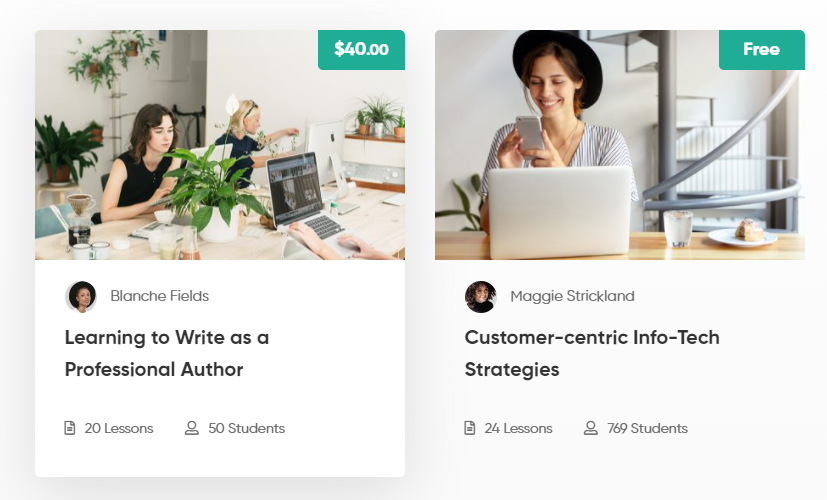 $40.00
Blanche Fields
Learning to Write as a
Professional Author
20 Lessons
50 Students
Free
Maggie Strickland
Customer-centric Info-Tech
Strategies
24 Lessons
769 Students